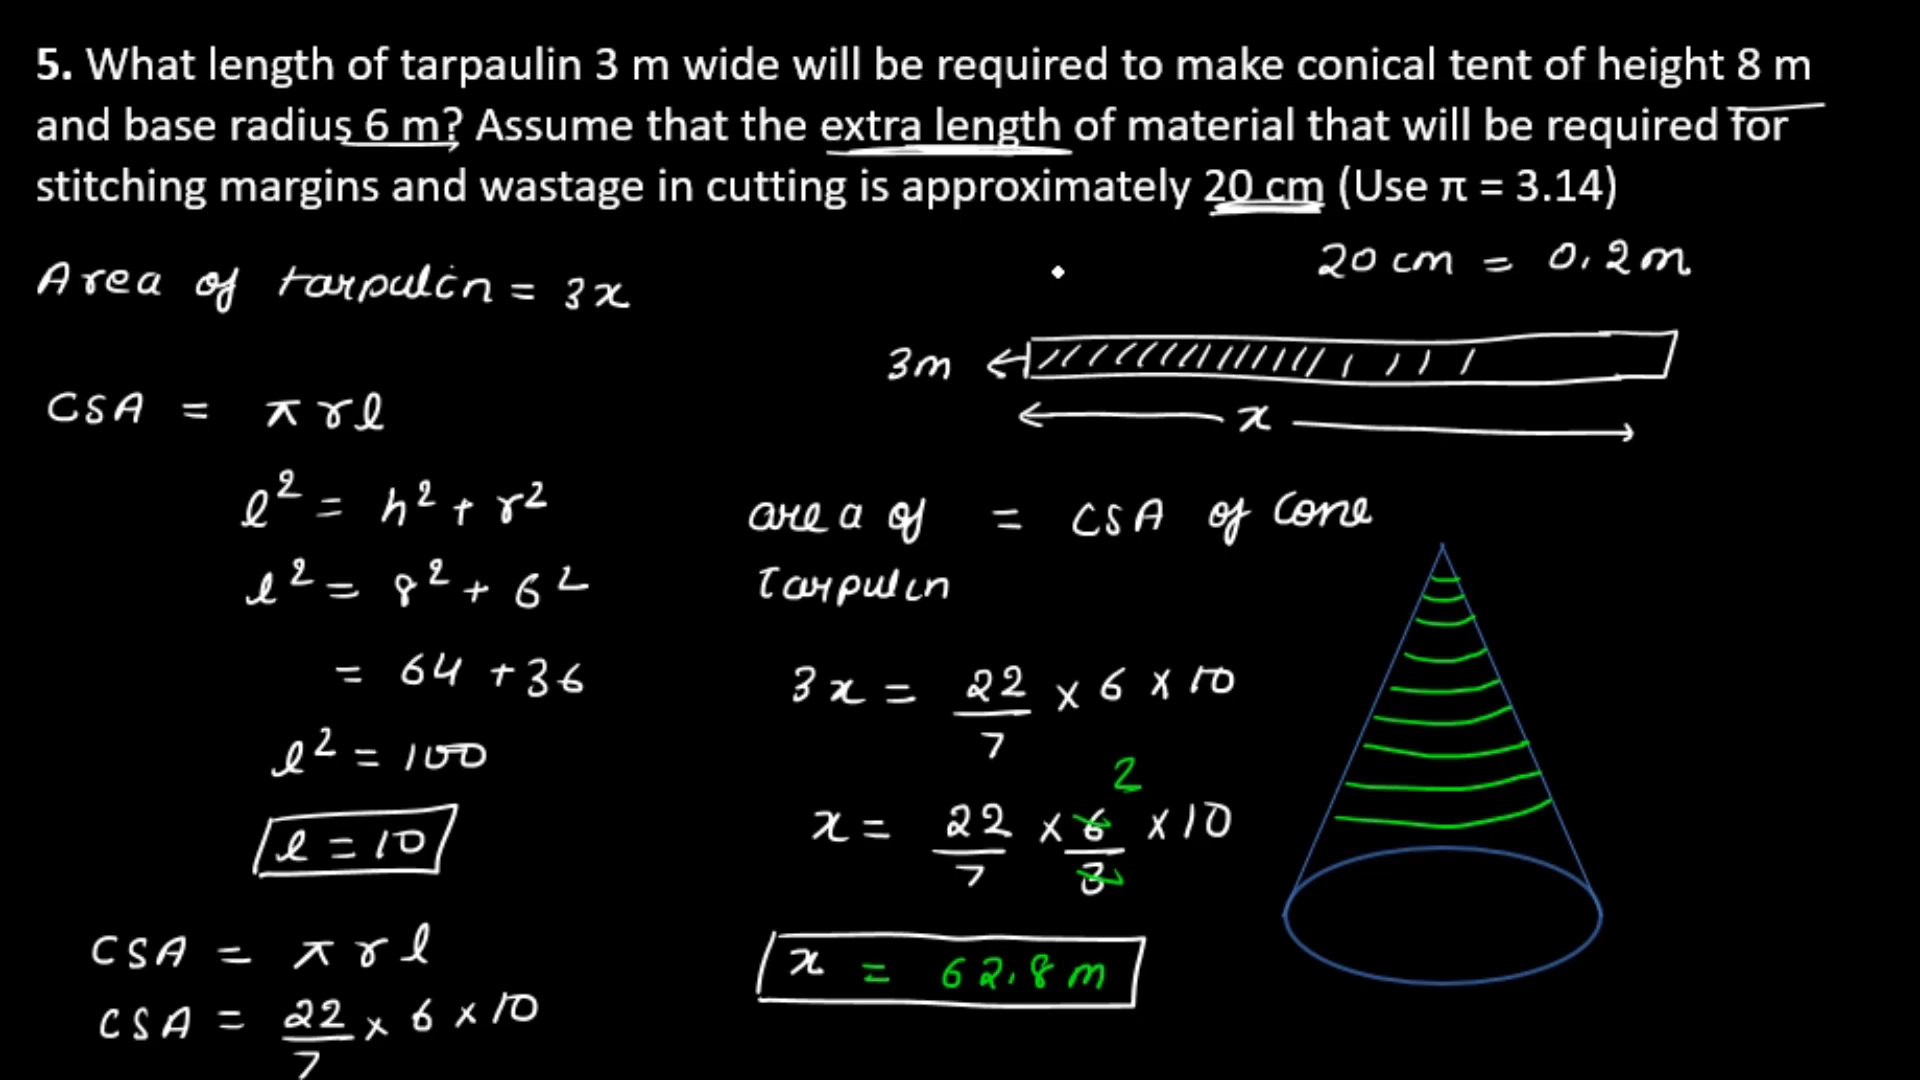 5. What length of tarpaulin 3 m wide will be required to make conical tent of height 8 m
and base radius 6 m? Assume that the extra length of material that will be required for
stitching margins and wastage in cutting is approximately 20 cm (Use π = 3.14)
20 cm = 0.2m
Area of tarpulin = 3x
3m
x
CSA = πrl
l² = h² + r²
l² = 8² + 6²
= 64 + 36
l² = 100
l = 10
CSA = πrl
CSA = 22/7 × 6 × 10
area of = CSA of Cone
Tarpulin
3x = 22/7 × 6 × 10
2
x = 22/7 × 6/3 × 10
x = 62.8 m